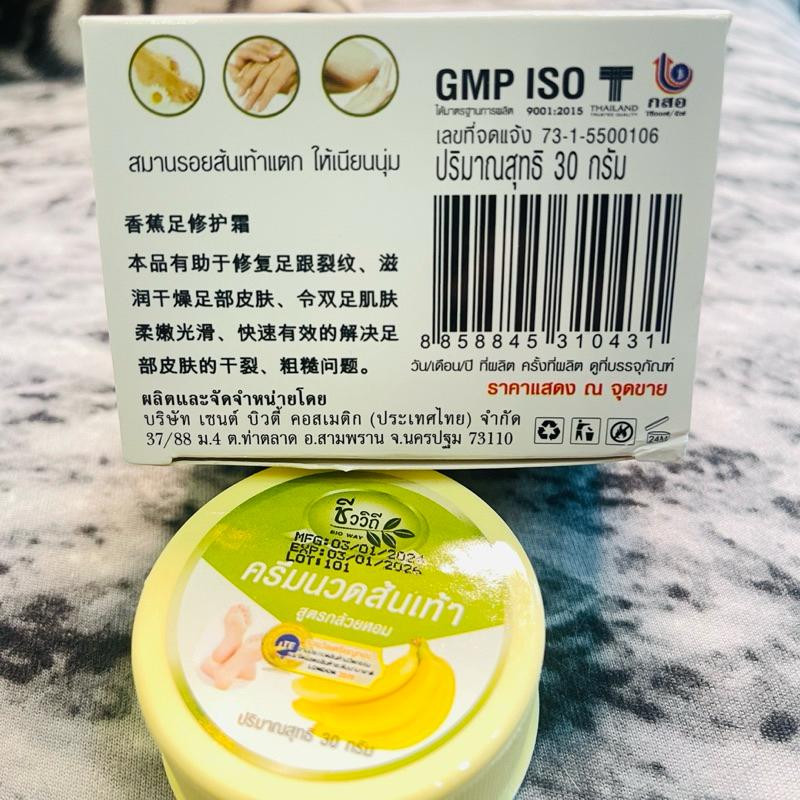 GMP ISO
ได้มาตรฐานการผลิต 9001:2015 THAILAND
TRUSTED QUALITY
กสอ
เลขที่จดแจ้ง 73-1-5500106
ปริมาณสุทธิ 30 กรัม
สมานรอยส้นเท้าแตก ให้เนียนนุ่ม
香蕉足修护霜
本品有助于修复足跟裂纹、滋
润干燥足部皮肤、令双足肌肤
柔嫩光滑、快速有效的解决足
部皮肤的干裂、粗糙问题。
8 858845 310431
วัน/เดือน/ปี ที่ผลิต ครั้งที่ผลิต ดูที่บรรจุภัณฑ์
ราคาแสดง ณ จุดขาย
ผลิตและจัดจำหน่ายโดย
บริษัท เซนต์ บิวตี้ คอสเมติก (ประเทศไทย) จำกัด
37/88 ม.4 ต.ท่าตลาด อ.สามพราน จ.นครปฐม 73110
24M
ชีววิถี
BIO WAY
MFG:03/01/2024
EXP:03/01/2026
LOT:101
ครีมนวดส้นเท้า
สูตรกล้วยหอม
LONDON
ปริมาณสุทธิ 30 กรัม